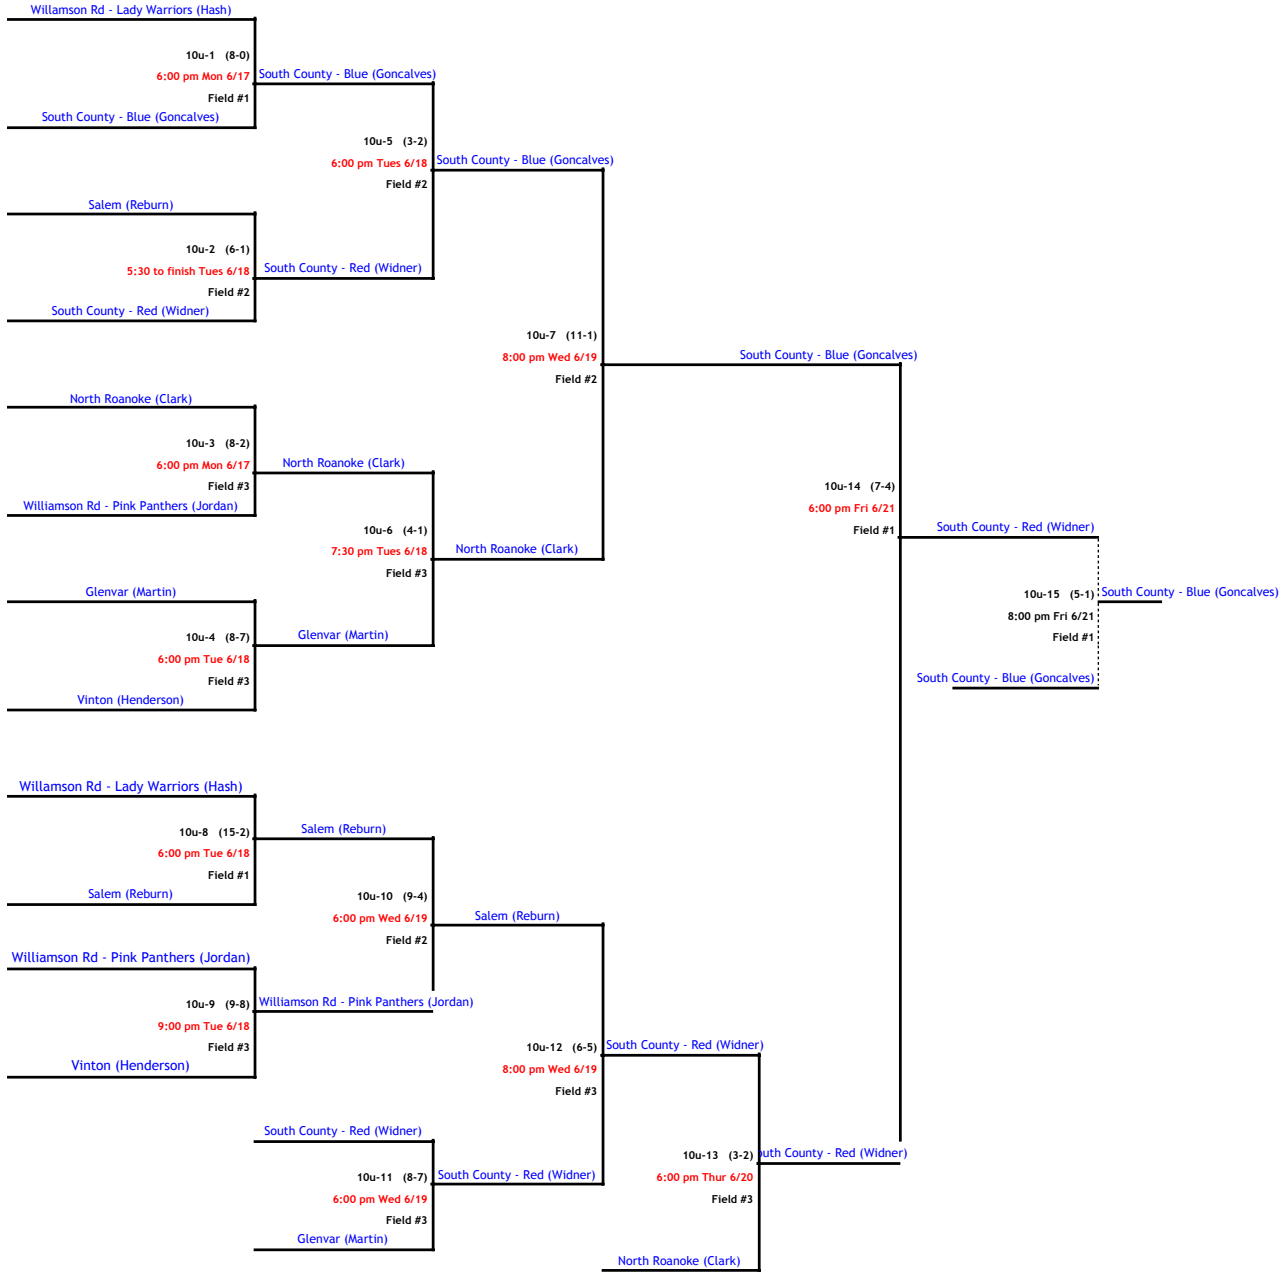 Willamson Rd - Lady Warriors (Hash)
10u-1 (8-0)
6:00 pm Mon 6/17
South County - Blue (Goncalves)
Field #1
South County - Blue (Goncalves)
10u-5 (3-2)
6:00 pm Tues 6/18
South County - Blue (Goncalves)
Field #2
Salem (Reburn)
10u-2 (6-1)
5:30 to finish Tues 6/18
South County - Red (Widner)
Field #2
South County - Red (Widner)
10u-7 (11-1)
8:00 pm Wed 6/19
South County - Blue (Goncalves)
Field #2
North Roanoke (Clark)
10u-3 (8-2)
6:00 pm Mon 6/17
North Roanoke (Clark)
Field #3
Williamson Rd - Pink Panthers (Jordan)
10u-14 (7-4)
6:00 pm Fri 6/21
Field #1
South County - Red (Widner)
10u-6 (4-1)
7:30 pm Tues 6/18
North Roanoke (Clark)
Field #3
Glenvar (Martin)
10u-15 (5-1)
South County - Blue (Goncalves)
8:00 pm Fri 6/21
Field #1
10u-4 (8-7)
Glenvar (Martin)
6:00 pm Tue 6/18
Field #3
South County - Blue (Goncalves)
Vinton (Henderson)
Willamson Rd - Lady Warriors (Hash)
10u-8 (15-2)
Salem (Reburn)
6:00 pm Tue 6/18
Field #1
Salem (Reburn)
10u-10 (9-4)
6:00 pm Wed 6/19
Salem (Reburn)
Field #2
Williamson Rd - Pink Panthers (Jordan)
10u-9 (9-8)
Williamson Rd - Pink Panthers (Jordan)
9:00 pm Tue 6/18
Field #3
Vinton (Henderson)
10u-12 (6-5)
South County - Red (Widner)
8:00 pm Wed 6/19
Field #3
South County - Red (Widner)
10u-13 (3-2)
outh County - Red (Widner)
10u-11 (8-7)
South County - Red (Widner)
6:00 pm Thur 6/20
6:00 pm Wed 6/19
Field #3
Field #3
Glenvar (Martin)
North Roanoke (Clark)